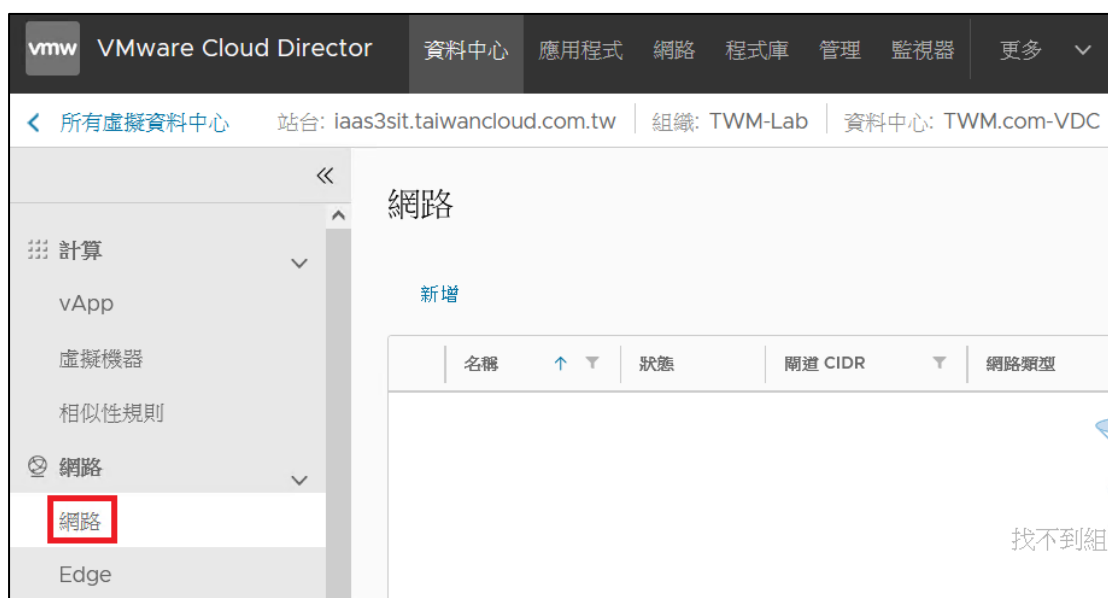 vmw VMware Cloud Director 資料中心 應用程式 網路 程式庫 管理 監視器 更多
所有虛擬資料中心 站台: iaas3sit.taiwancloud.com.tw 組織: TWM-Lab 資料中心: TWM.com-VDC
網路
計算
新增
vApp
虛擬機器
名稱 狀態 閘道 CIDR 網路類型
相似性規則
網路
網路
找不到組
Edge